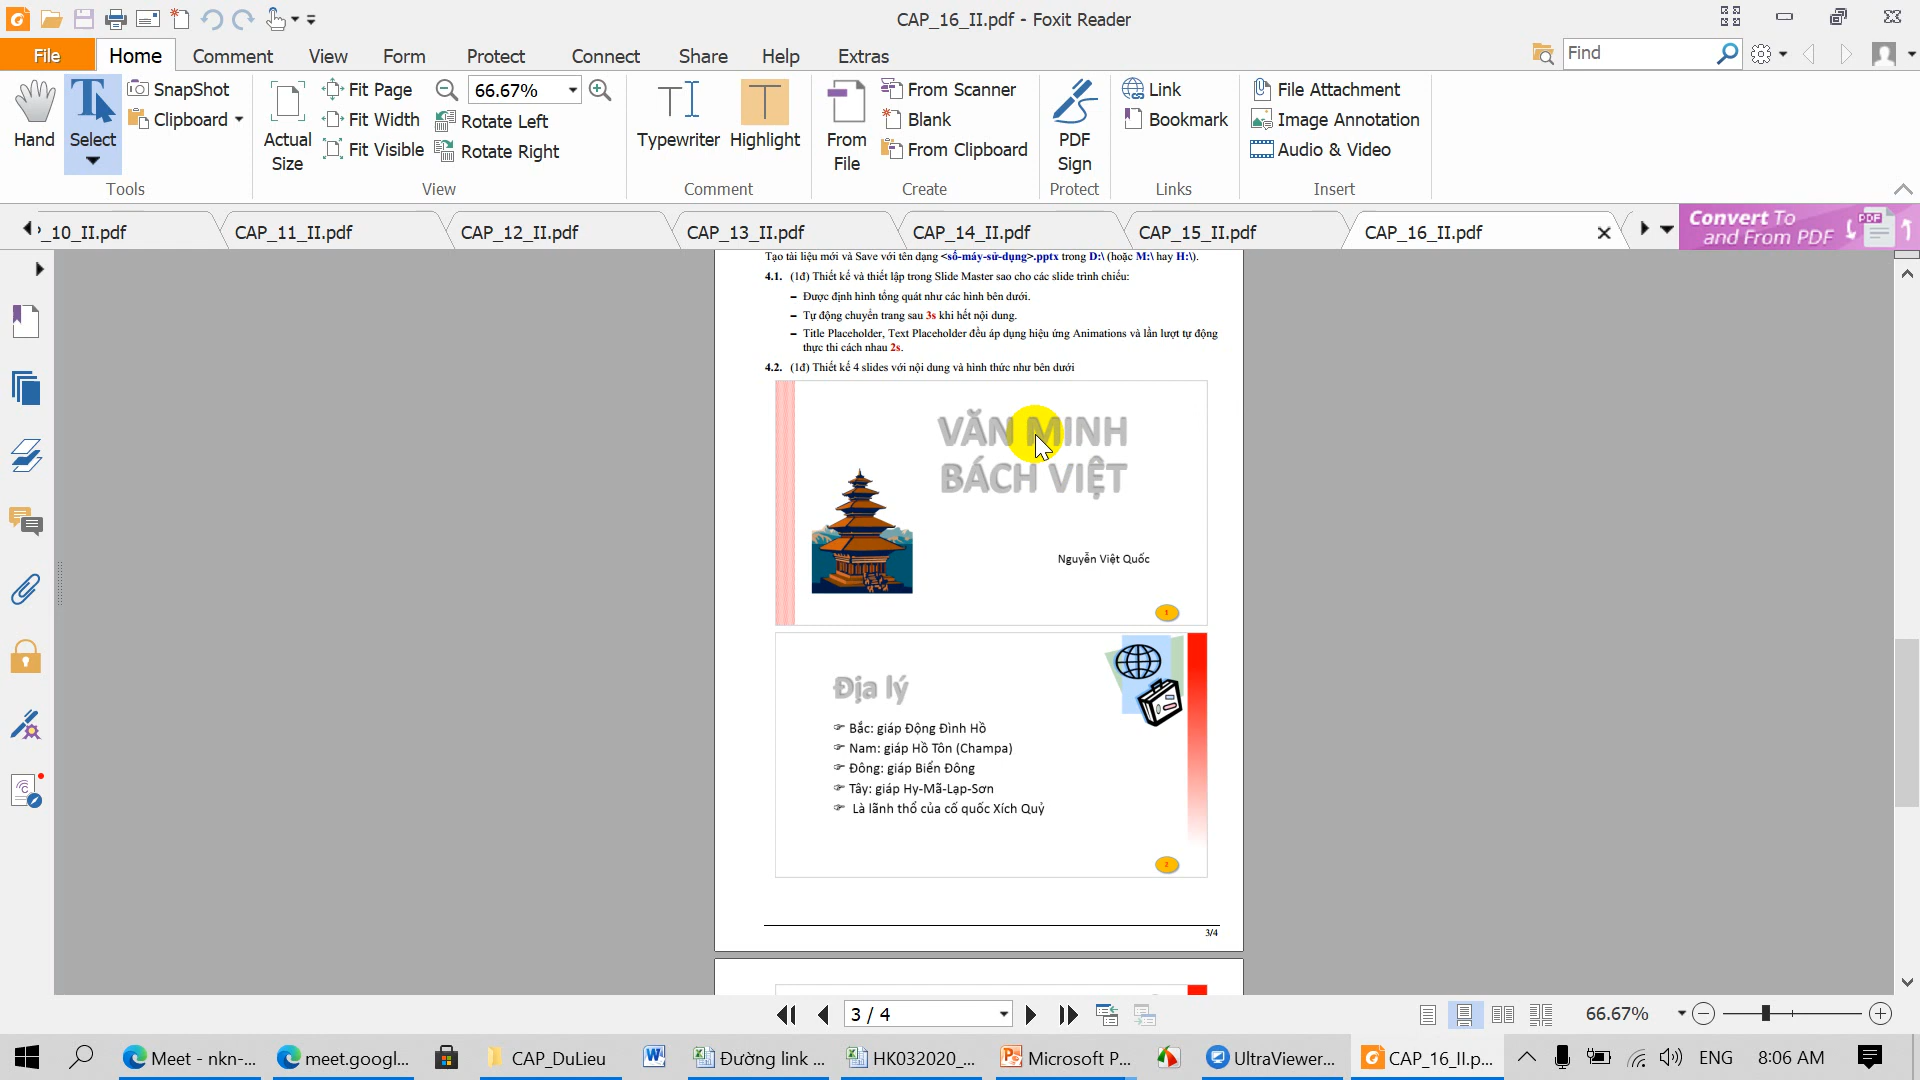 CAP_16_II.pdf - Foxit Reader
File Home Comment View Form Protect Connect Share Help Extras Find
Hand
Select
SnapShot
Clipboard
Tools
Actual Size
Fit Page
Fit Width
Fit Visible
66.67%
Rotate Left
Rotate Right
View
Typewriter
Highlight
Comment
From File
From Scanner
Blank
From Clipboard
Create
PDF Sign
Protect
Link
Bookmark
Links
File Attachment
Image Annotation
Audio & Video
Insert
_10_II.pdf CAP_11_II.pdf CAP_12_II.pdf CAP_13_II.pdf CAP_14_II.pdf CAP_15_II.pdf CAP_16_II.pdf
Convert To
and From PDF
PDF
Tạo tài liệu mới và Save với tên dạng <số-máy-sử-dụng>.pptx trong D:\ (hoặc M:\ hay H:\).
4.1. (1đ) Thiết kế và thiết lập trong Slide Master sao cho các slide trình chiếu:
– Được định hình tổng quát như các hình bên dưới.
– Tự động chuyển trang sau 3s khi hết nội dung.
– Title Placeholder, Text Placeholder đều áp dụng hiệu ứng Animations và lần lượt tự động
thực thi cách nhau 2s.
4.2. (1đ) Thiết kế 4 slides với nội dung và hình thức như bên dưới
VĂN MINH
BÁCH VIỆT
Nguyễn Việt Quốc
1
Địa lý
☞ Bắc: giáp Động Đình Hồ
☞ Nam: giáp Hồ Tôn (Champa)
☞ Đông: giáp Biển Đông
☞ Tây: giáp Hy-Mã-Lạp-Sơn
☞ Là lãnh thổ của cố quốc Xích Quỷ
2
3/4
3 / 4
66.67%
Meet - nkn-... meet.googl... CAP_DuLieu Đường link ... HK032020_... Microsoft P... UltraViewer... CAP_16_II.p... ENG 8:06 AM